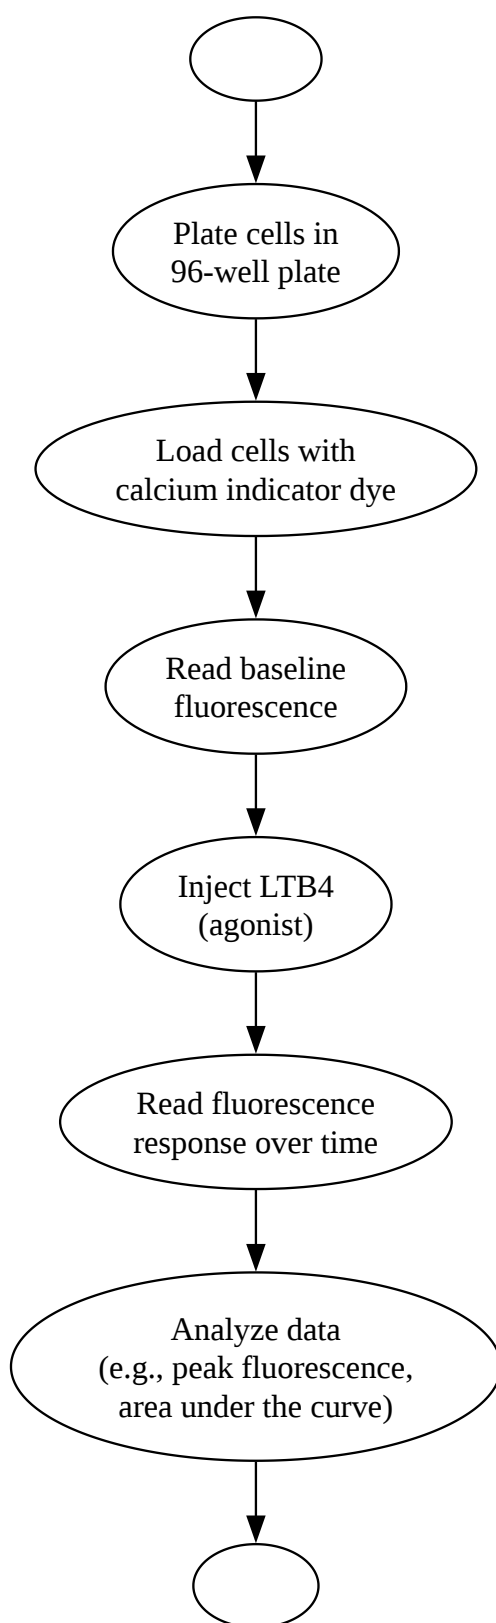 Plate cells in
96-well plate
Load cells with
calcium indicator dye
Read baseline
fluorescence
Inject LTB4
(agonist)
Read fluorescence
response over time
Analyze data
(e.g., peak fluorescence,
area under the curve)